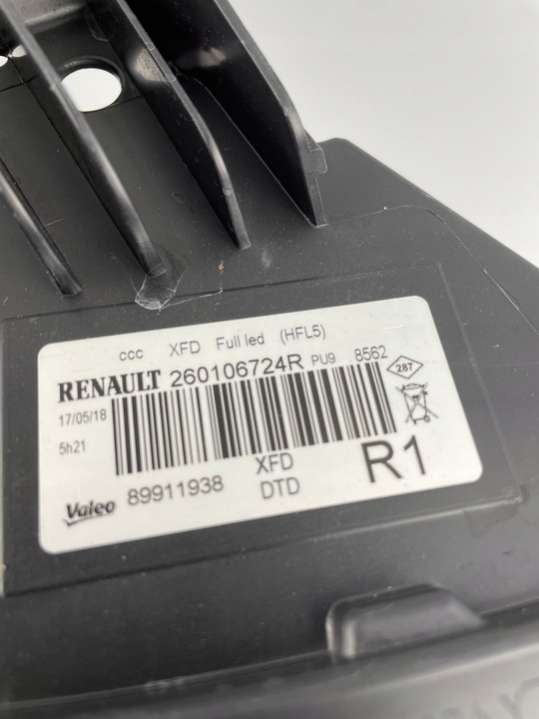 ccc XFD Full led (HFL5)
RENAULT 260106724R PU9 8562
287
17/05/18
5h21
XFD
R1
Valeo 89911938
DTD